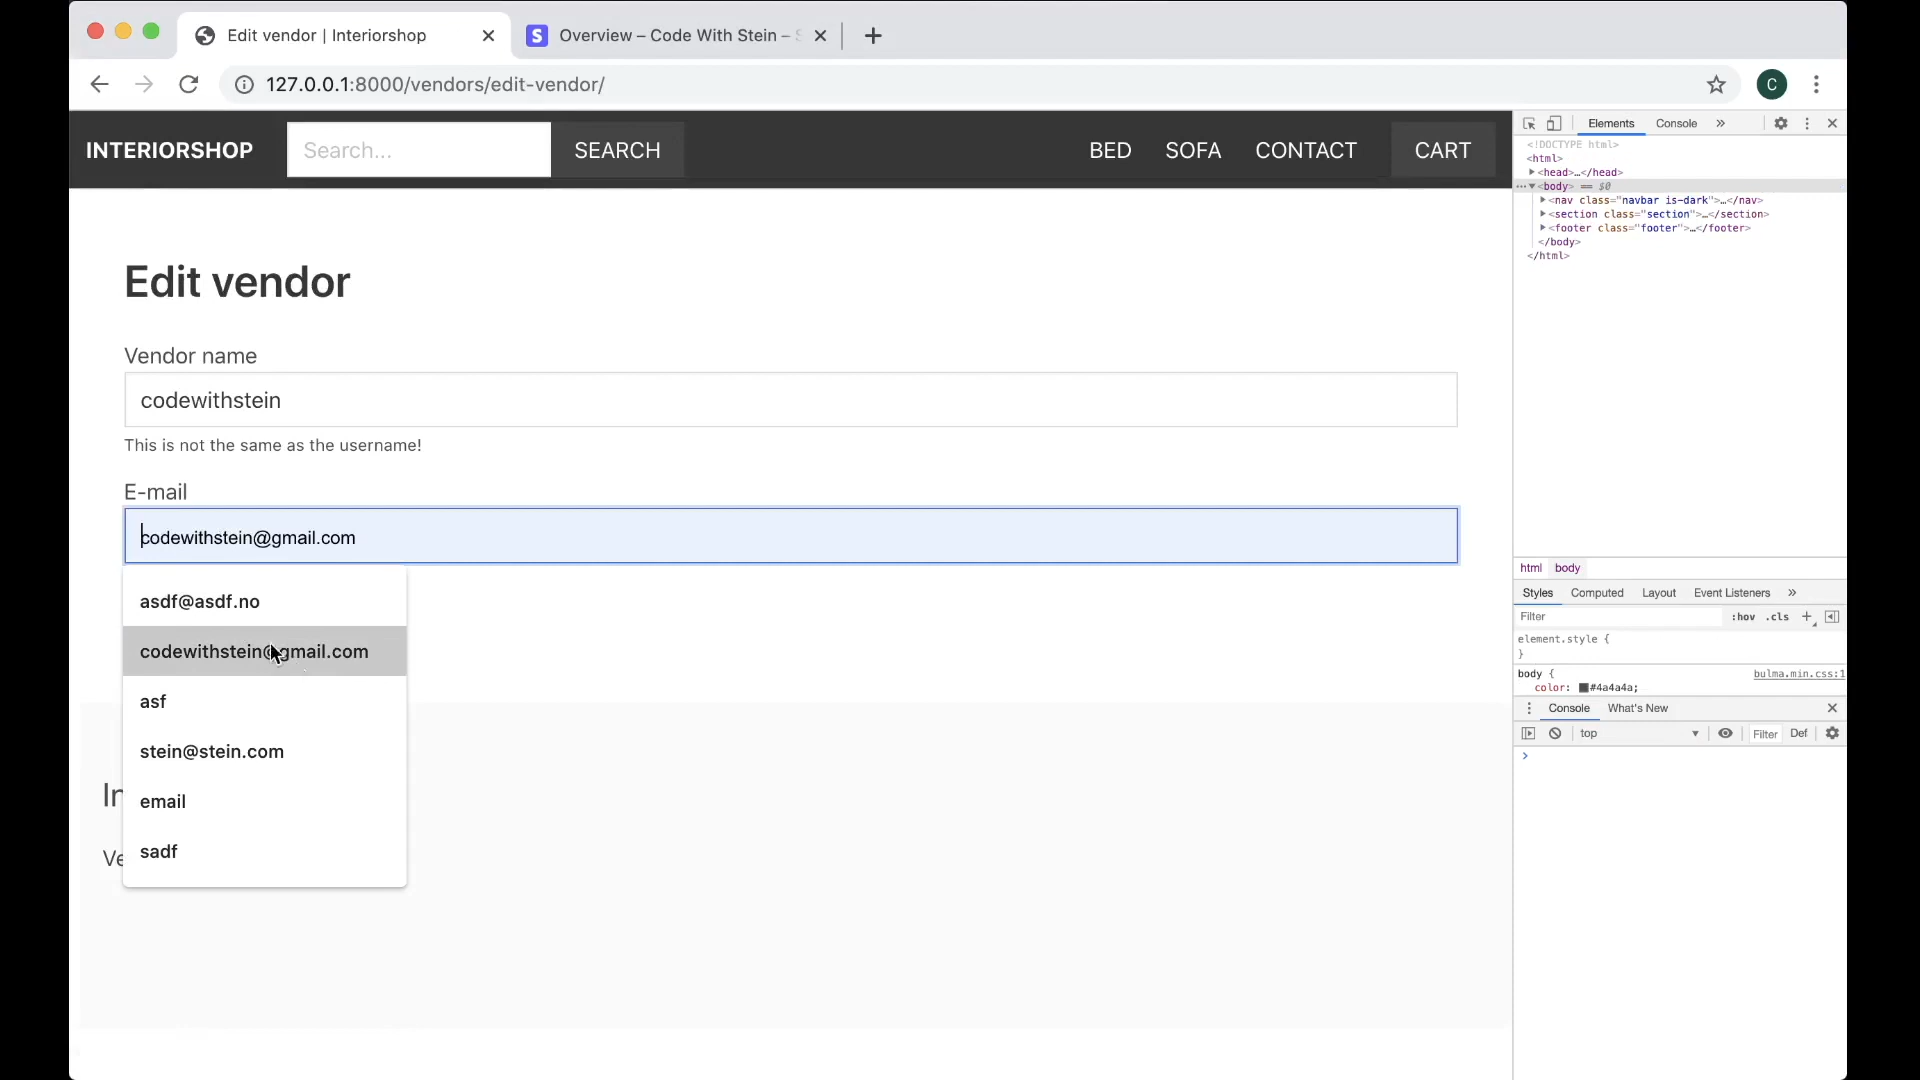 Edit vendor | Interiorshop
Overview – Code With Stein –
127.0.0.1:8000/vendors/edit-vendor/
C
INTERIORSHOP
Search...
SEARCH
BED
SOFA
CONTACT
CART
Edit vendor
Vendor name
codewithstein
This is not the same as the username!
E-mail
codewithstein@gmail.com
asdf@asdf.no
codewithstein@gmail.com
asf
stein@stein.com
email
sadf
In
Ve
Elements
Console
»
<!DOCTYPE html>
<html>
<head>…</head>
<body> == $0
<nav class="navbar is-dark">…</nav>
<section class="section">…</section>
<footer class="footer">…</footer>
</body>
</html>
html
body
Styles
Computed
Layout
Event Listeners
»
Filter
:hov
.cls
element.style {
}
body {
bulma.min.css:1
color: #4a4a4a;
Console
What's New
top
Filter
Def